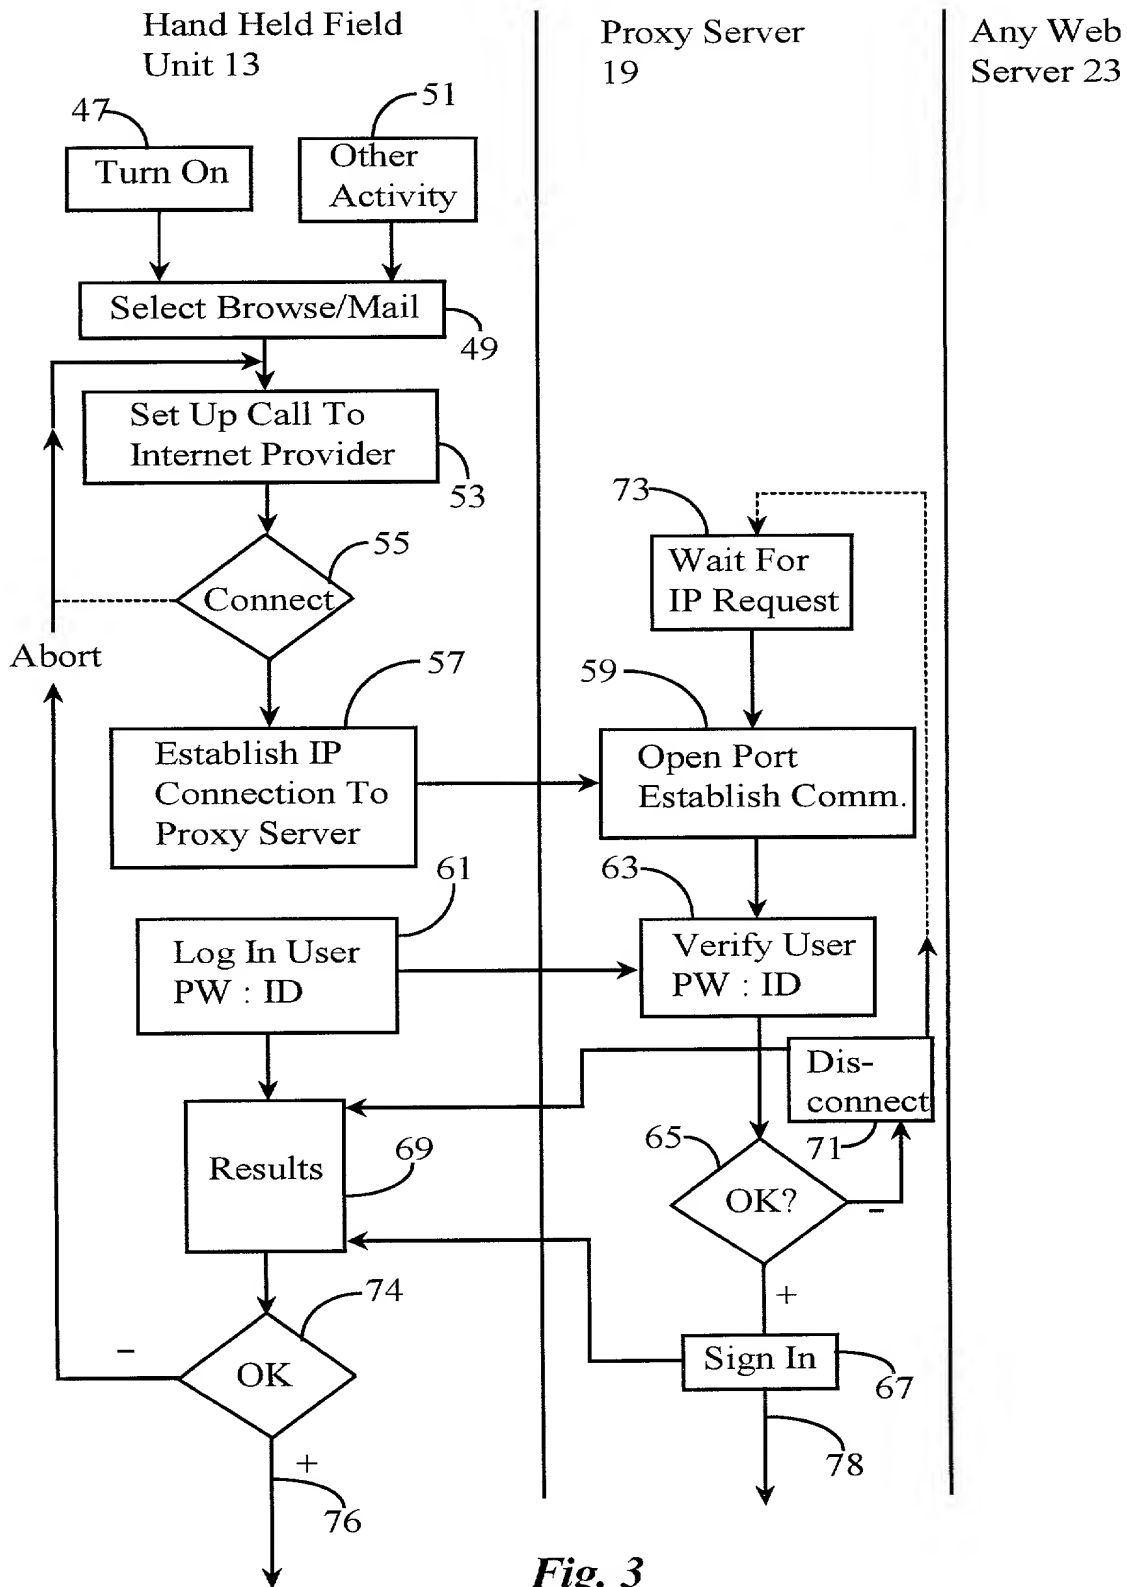 Hand Held Field
Unit 13
Proxy Server
19
Any Web
Server 23
47
51
Turn On
Other
Activity
Select Browse/Mail
49
Set Up Call To
Internet Provider
53
73
55
Wait For
IP Request
Connect
Abort
57
59
Establish IP
Connection To
Proxy Server
Open Port
Establish Comm.
61
63
Log In User
PW : ID
Verify User
PW : ID
Dis-
connect
71
Results
69
65
OK?
-
+
74
Sign In
67
-
OK
78
+
76
Fig. 3